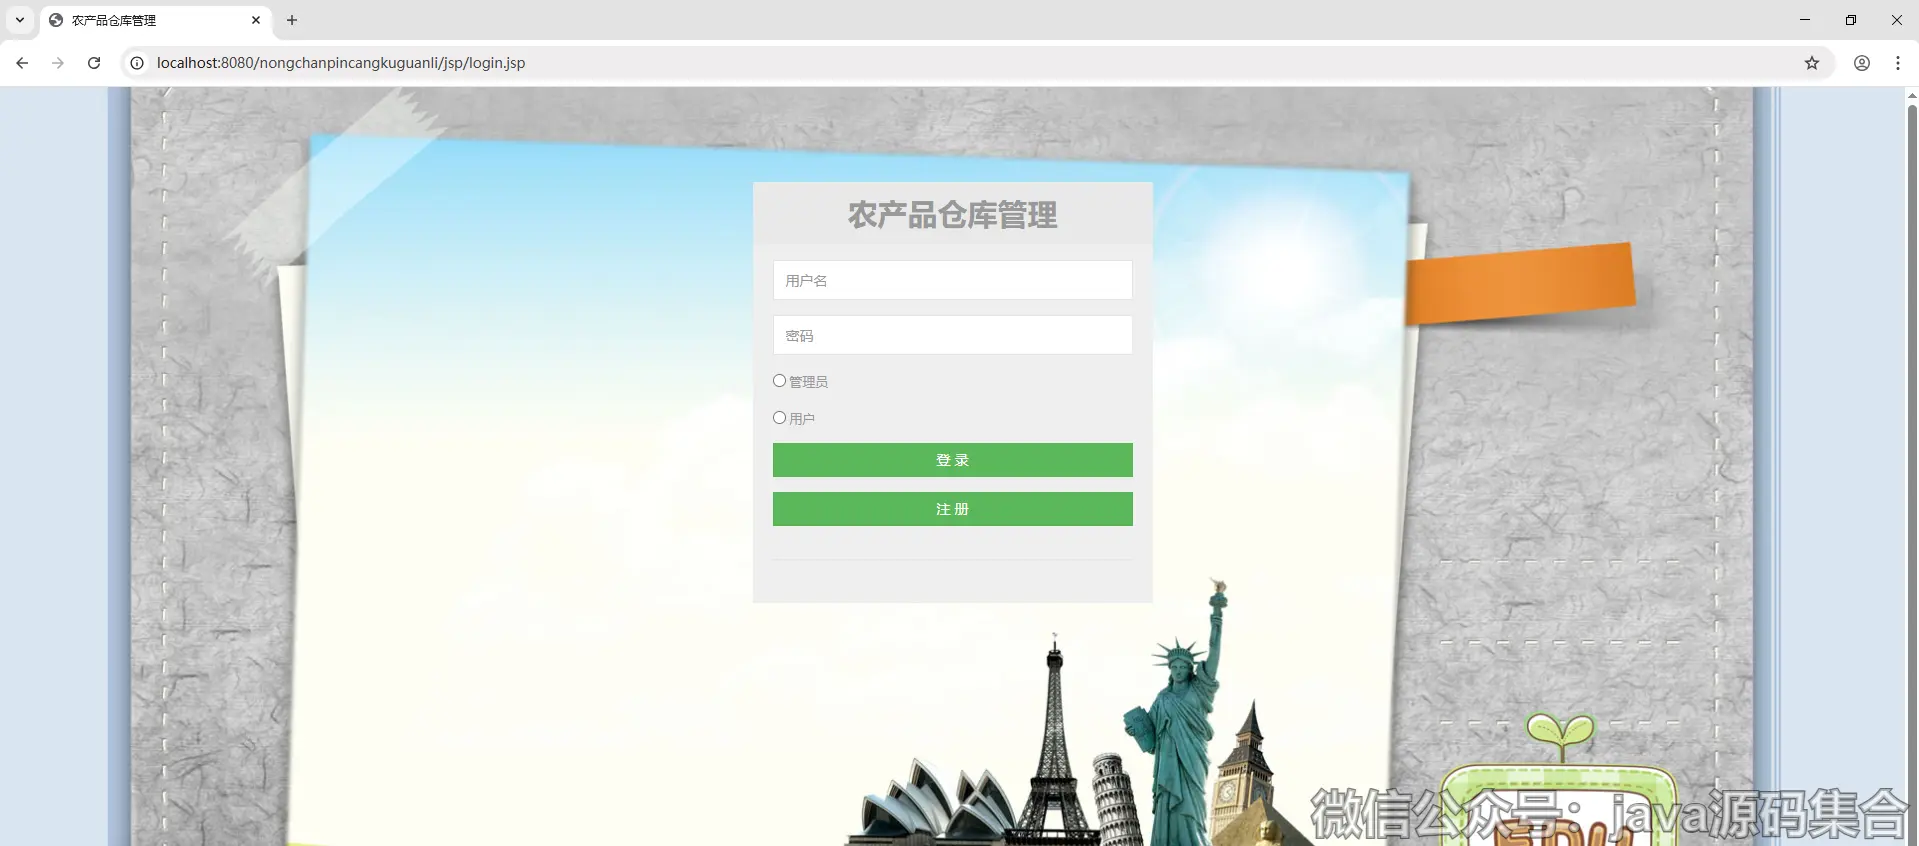 农产品仓库管理
localhost:8080/nongchanpincangkuguanli/jsp/login.jsp
农产品仓库管理
用户名
密码
管理员
用户
登 录
注 册
微信公众号：java源码集合